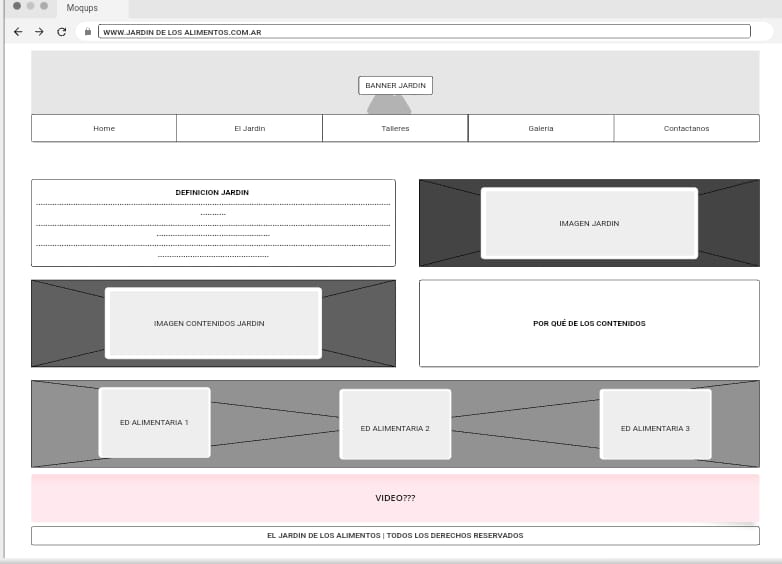 Moqups
WWW.JARDIN DE LOS ALIMENTOS.COM.AR
BANNER JARDIN
Home
El Jardin
Talleres
Galeria
Contactanos
DEFINICION JARDIN
IMAGEN JARDIN
IMAGEN CONTENIDOS JARDIN
POR QUÉ DE LOS CONTENIDOS
ED ALIMENTARIA 1
ED ALIMENTARIA 2
ED ALIMENTARIA 3
VIDEO???
EL JARDIN DE LOS ALIMENTOS | TODOS LOS DERECHOS RESERVADOS